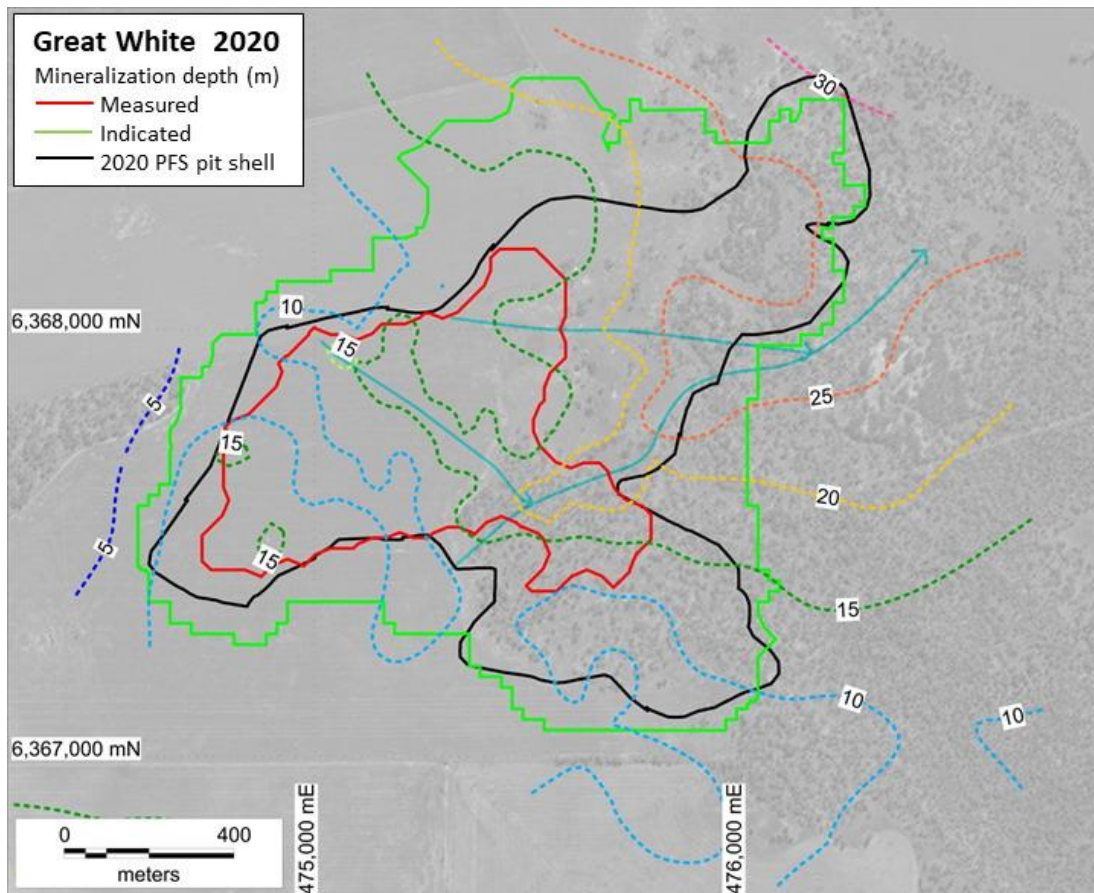 Great White 2020
Mineralization depth (m)
Measured
Indicated
2020 PFS pit shell
30
10
6,368,000 mN
15
5
25
15
20
5
15
15
10
10
6,367,000 mN
475,000 mE
476,000 mE
0 400
meters